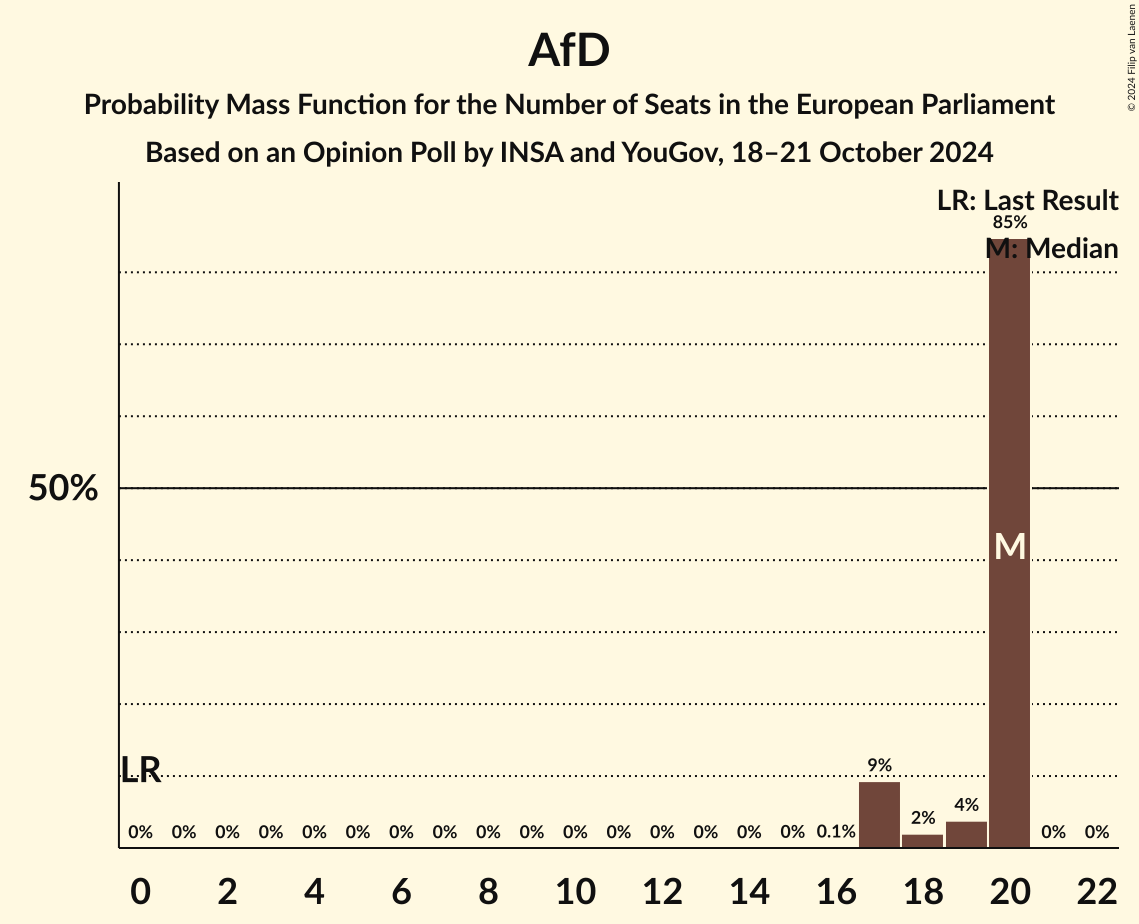 AfD
Probability Mass Function for the Number of Seats in the European Parliament
Based on an Opinion Poll by INSA and YouGov, 18–21 October 2024
© 2024 Filip van Laenen
LR: Last Result
85%
M: Median
50%
M
LR
0% 0% 0% 0% 0% 0% 0% 0% 0% 0% 0% 0% 0% 0% 0% 0% 0.1% 9% 2% 4% 0% 0%
0 2 4 6 8 10 12 14 16 18 20 22